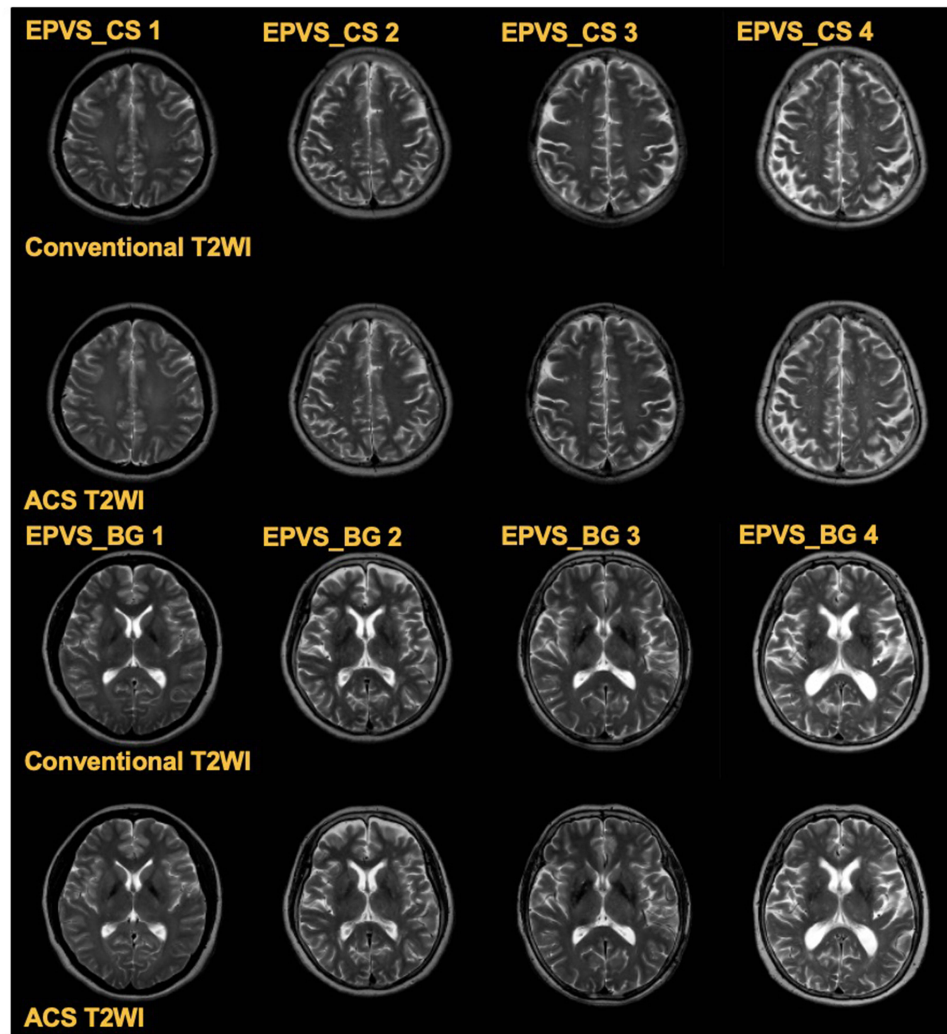 EPVS_CS 1 EPVS_CS 2 EPVS_CS 3 EPVS_CS 4
Conventional T2WI
ACS T2WI
EPVS_BG 1 EPVS_BG 2 EPVS_BG 3 EPVS_BG 4
Conventional T2WI
ACS T2WI